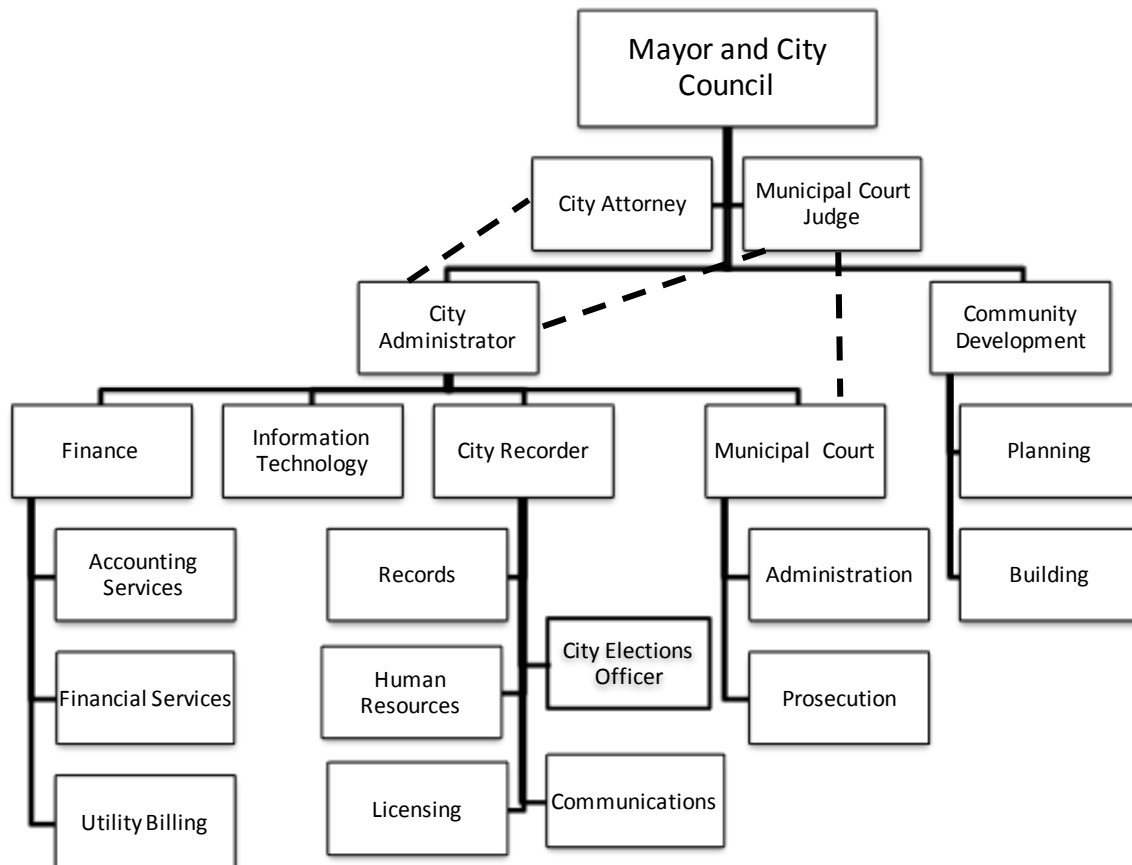 Mayor and City
Council
City Attorney
Municipal Court
Judge
City
Administrator
Community
Development
Finance
Information
Technology
City Recorder
Municipal Court
Planning
Accounting
Services
Records
Administration
Building
City Elections
Officer
Financial Services
Human
Resources
Prosecution
Utility Billing
Licensing
Communications